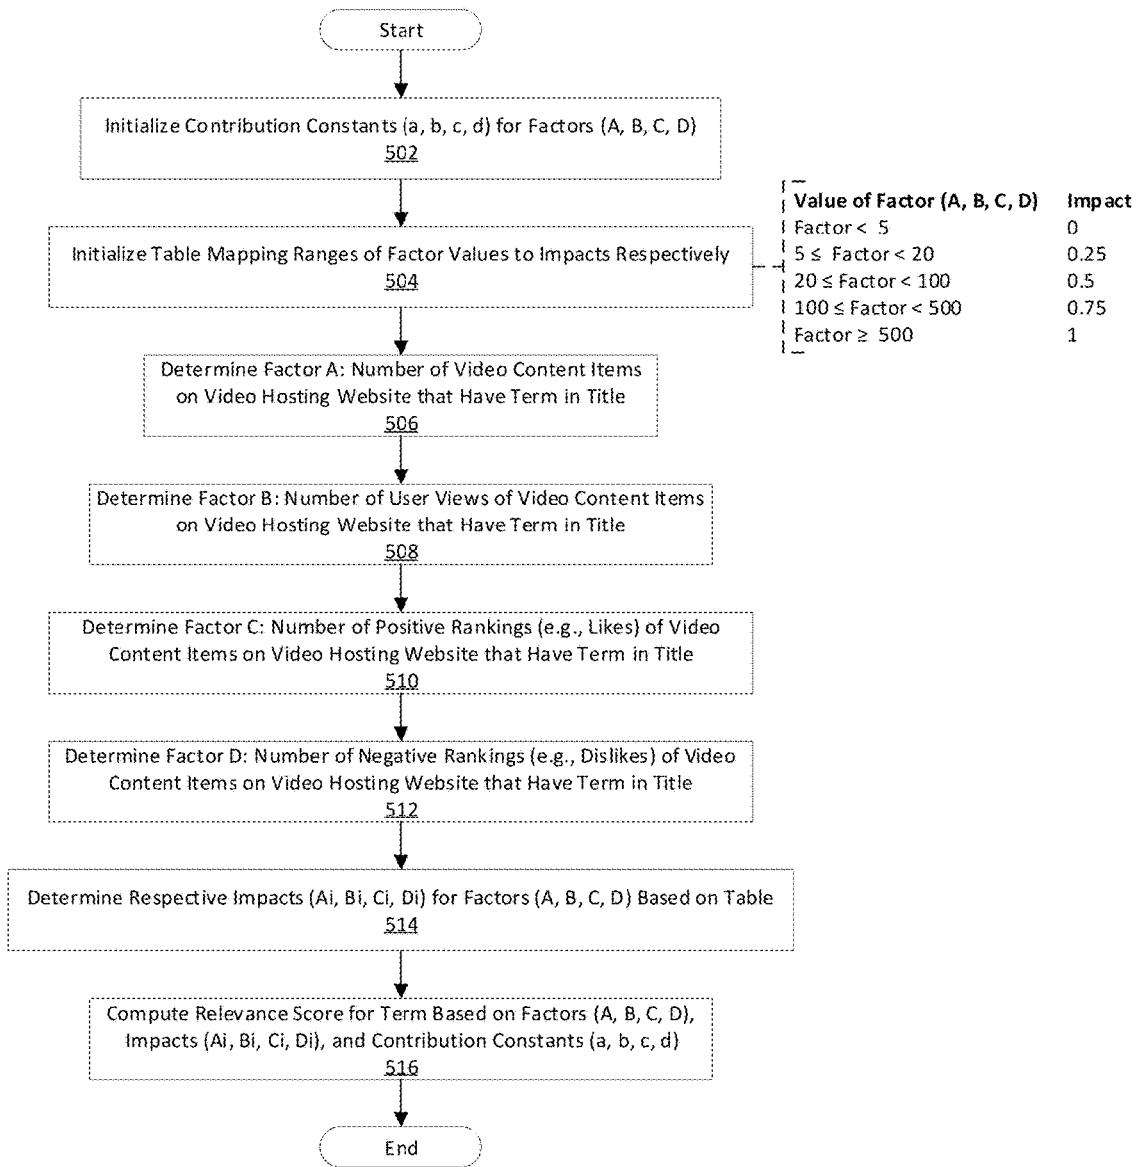 Start
Initialize Contribution Constants (a, b, c, d) for Factors (A, B, C, D)
502
Initialize Table Mapping Ranges of Factor Values to Impacts Respectively
504
Value of Factor (A, B, C, D) Impact
Factor < 5 0
5 ≤ Factor < 20 0.25
20 ≤ Factor < 100 0.5
100 ≤ Factor < 500 0.75
Factor ≥ 500 1
Determine Factor A: Number of Video Content Items
on Video Hosting Website that Have Term in Title
506
Determine Factor B: Number of User Views of Video Content Items
on Video Hosting Website that Have Term in Title
508
Determine Factor C: Number of Positive Rankings (e.g., Likes) of Video
Content Items on Video Hosting Website that Have Term in Title
510
Determine Factor D: Number of Negative Rankings (e.g., Dislikes) of Video
Content Items on Video Hosting Website that Have Term in Title
512
Determine Respective Impacts (Ai, Bi, Ci, Di) for Factors (A, B, C, D) Based on Table
514
Compute Relevance Score for Term Based on Factors (A, B, C, D),
Impacts (Ai, Bi, Ci, Di), and Contribution Constants (a, b, c, d)
516
End